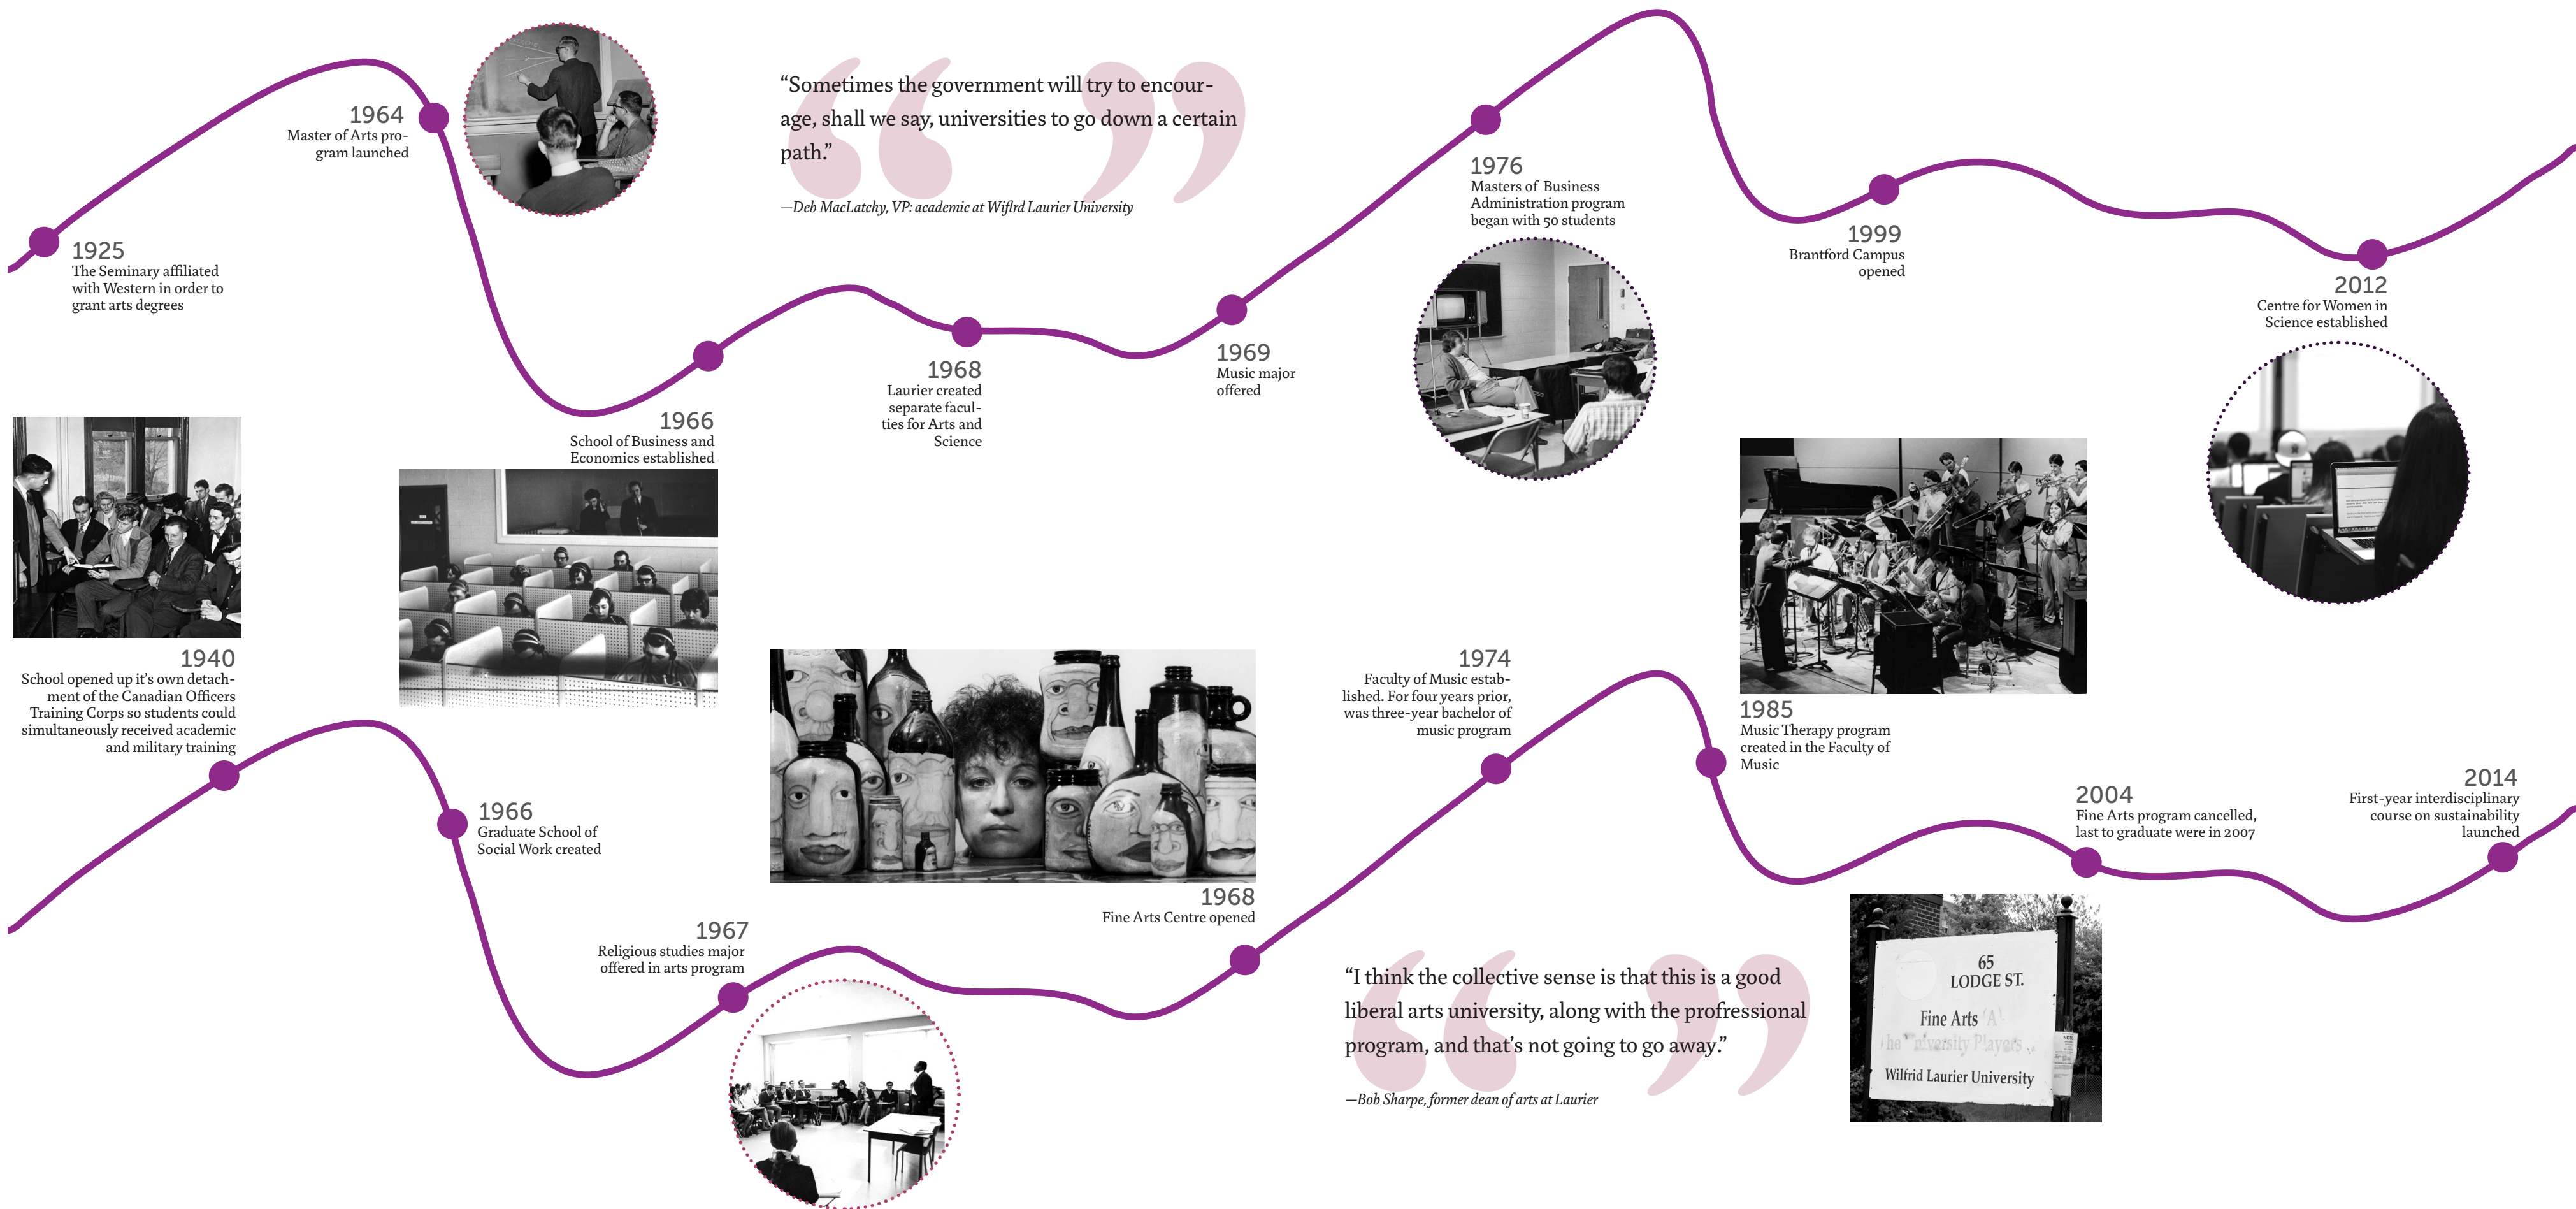 1964
Master of Arts pro-
gram launched
“Sometimes the government will try to encour-
age, shall we say, universities to go down a certain
path.”
—Deb MacLatchy, VP: academic at Wiflrd Laurier University
1925
The Seminary affiliated
with Western in order to
grant arts degrees
1966
School of Business and
Economics established
1968
Laurier created
separate facul-
ties for Arts and
Science
1969
Music major
offered
1976
Masters of Business
Administration program
began with 50 students
1999
Brantford Campus
opened
2012
Centre for Women in
Science established
1940
School opened up it’s own detach-
ment of the Canadian Officers
Training Corps so students could
simultaneously received academic
and military training
1966
Graduate School of
Social Work created
1967
Religious studies major
offered in arts program
1968
Fine Arts Centre opened
1974
Faculty of Music estab-
lished. For four years prior,
was three-year bachelor of
music program
1985
Music Therapy program
created in the Faculty of
Music
2004
Fine Arts program cancelled,
last to graduate were in 2007
2014
First-year interdisciplinary
course on sustainability
launched
“I think the collective sense is that this is a good
liberal arts university, along with the profressional
program, and that’s not going to go away.”
—Bob Sharpe, former dean of arts at Laurier
65
LODGE ST.
Fine Arts
University Players
Wilfrid Laurier University